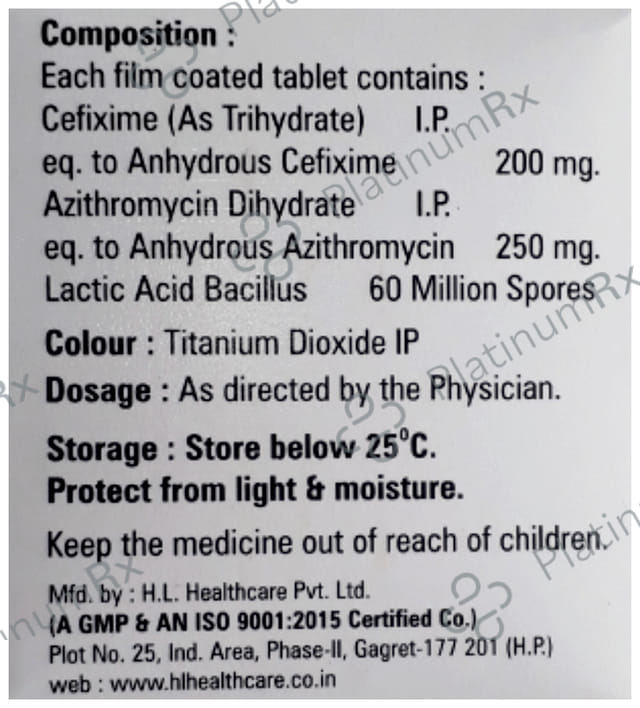 Composition :
Each film coated tablet contains :
Cefixime (As Trihydrate) I.P.
eq. to Anhydrous Cefixime 200 mg.
Azithromycin Dihydrate I.P.
eq. to Anhydrous Azithromycin 250 mg.
Lactic Acid Bacillus 60 Million Spores
Colour : Titanium Dioxide IP
Dosage : As directed by the Physician.
Storage : Store below 25°C.
Protect from light & moisture.
Keep the medicine out of reach of children.
Mfd. by : H.L. Healthcare Pvt. Ltd.
(A GMP & AN ISO 9001:2015 Certified Co.)
Plot No. 25, Ind. Area, Phase-II, Gagret-177 201 (H.P.)
web : www.hlhealthcare.co.in
PlatinumRx
PlatinumRx